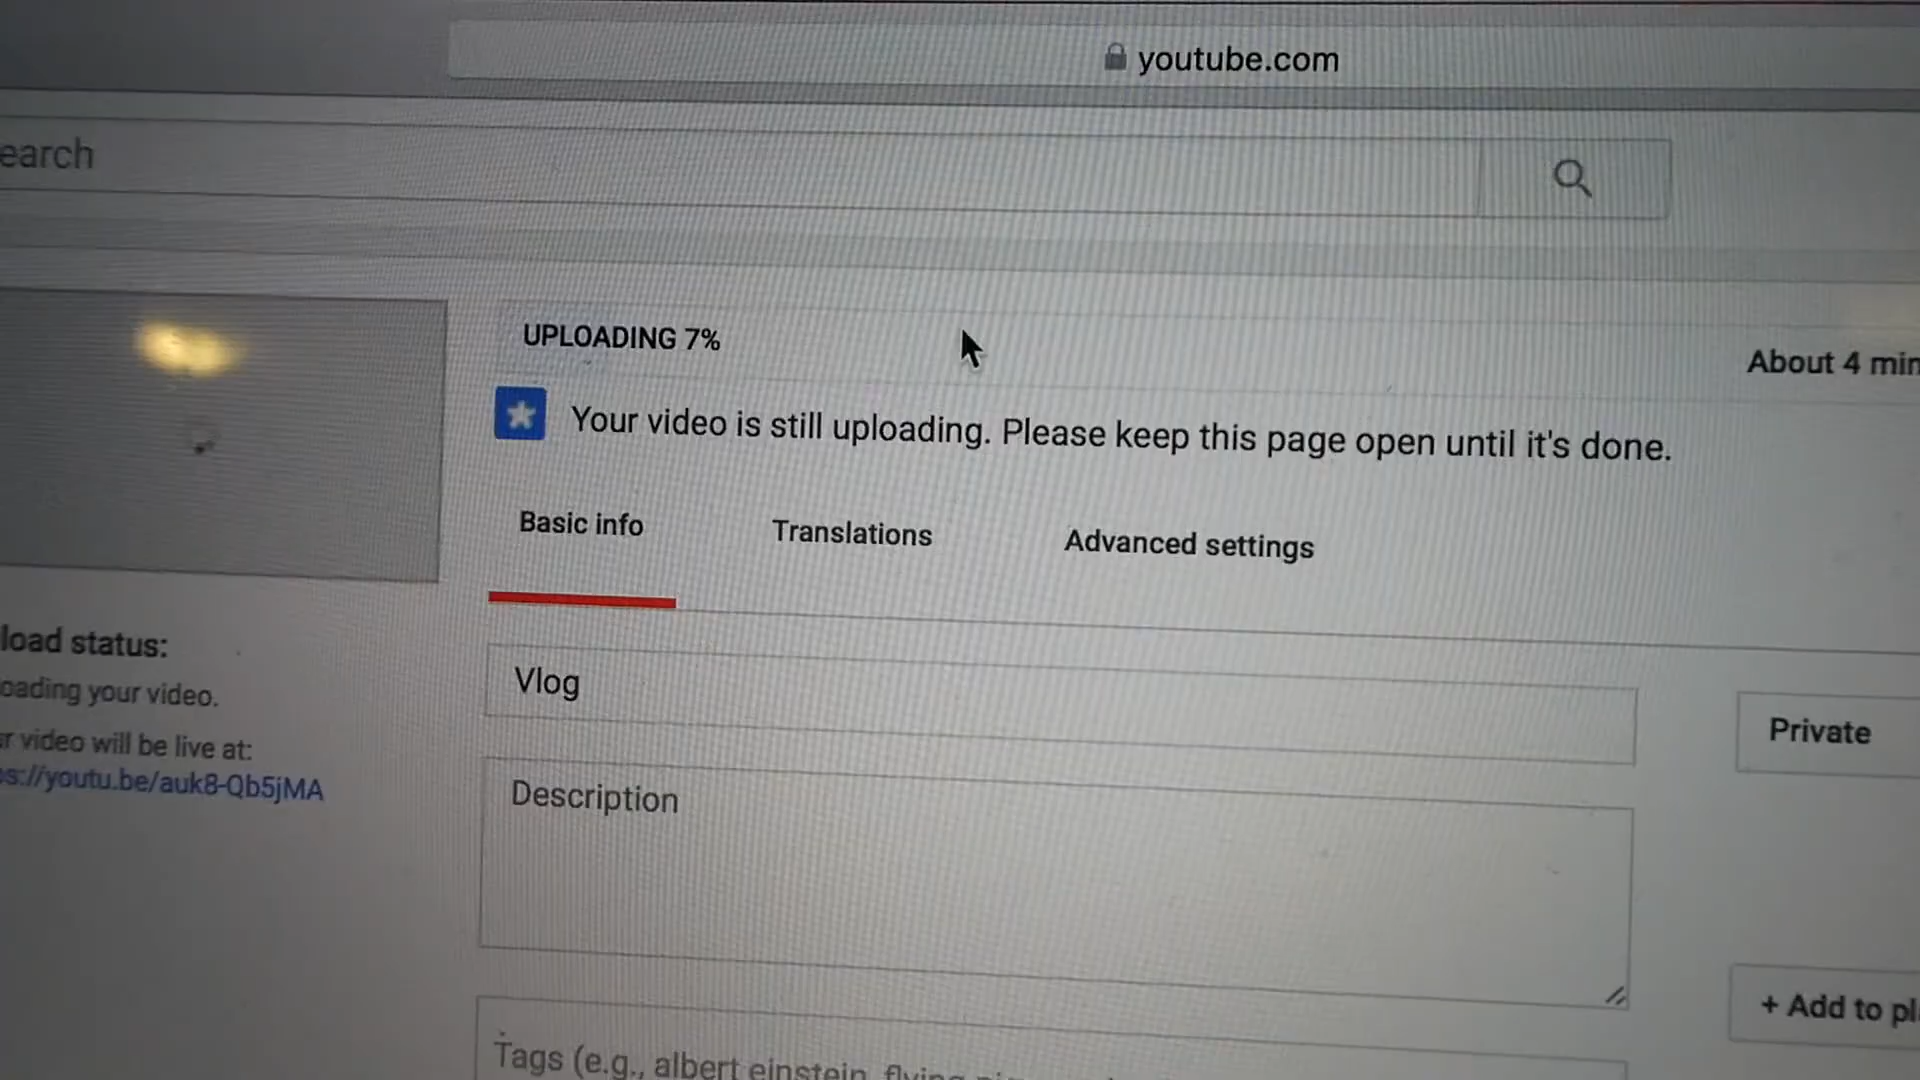 youtube.com
earch
UPLOADING 7%
About 4 min
Your video is still uploading. Please keep this page open until it's done.
Basic info
Translations
Advanced settings
load status:
oading your video.
r video will be live at:
ps://youtu.be/auk8-Qb5jMA
Vlog
Private
Description
+ Add to pl
Tags (e.g., albert einstein, flying